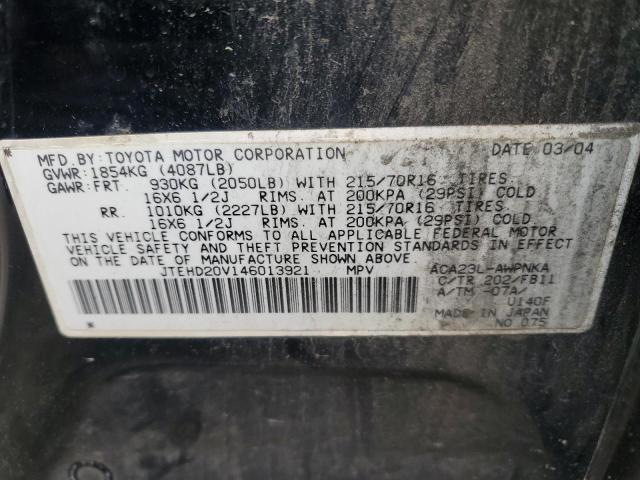 MFD.BY:TOYOTA MOTOR CORPORATION DATE 03/04
GVWR:1854KG (4087LB)
GAWR:FRT. 930KG (2050LB) WITH 215/70R16 TIRES
16X6 1/2J RIMS. AT 200KPA (29PSI) COLD
RR. 1010KG (2227LB) WITH 215/70R16 TIRES
16X6 1/2J RIMS. AT 200KPA (29PSI) COLD
THIS VEHICLE CONFORMS TO ALL APPLICABLE FEDERAL MOTOR
VEHICLE SAFETY AND THEFT PREVENTION STANDARDS IN EFFECT
ON THE DATE OF MANUFACTURE SHOWN ABOVE.
JTEHD20V146013921 MPV ACA23L-AWPNKA
C/TR 202/FB11
A/TM -07A/ U140F
MADE IN JAPAN
NO 075